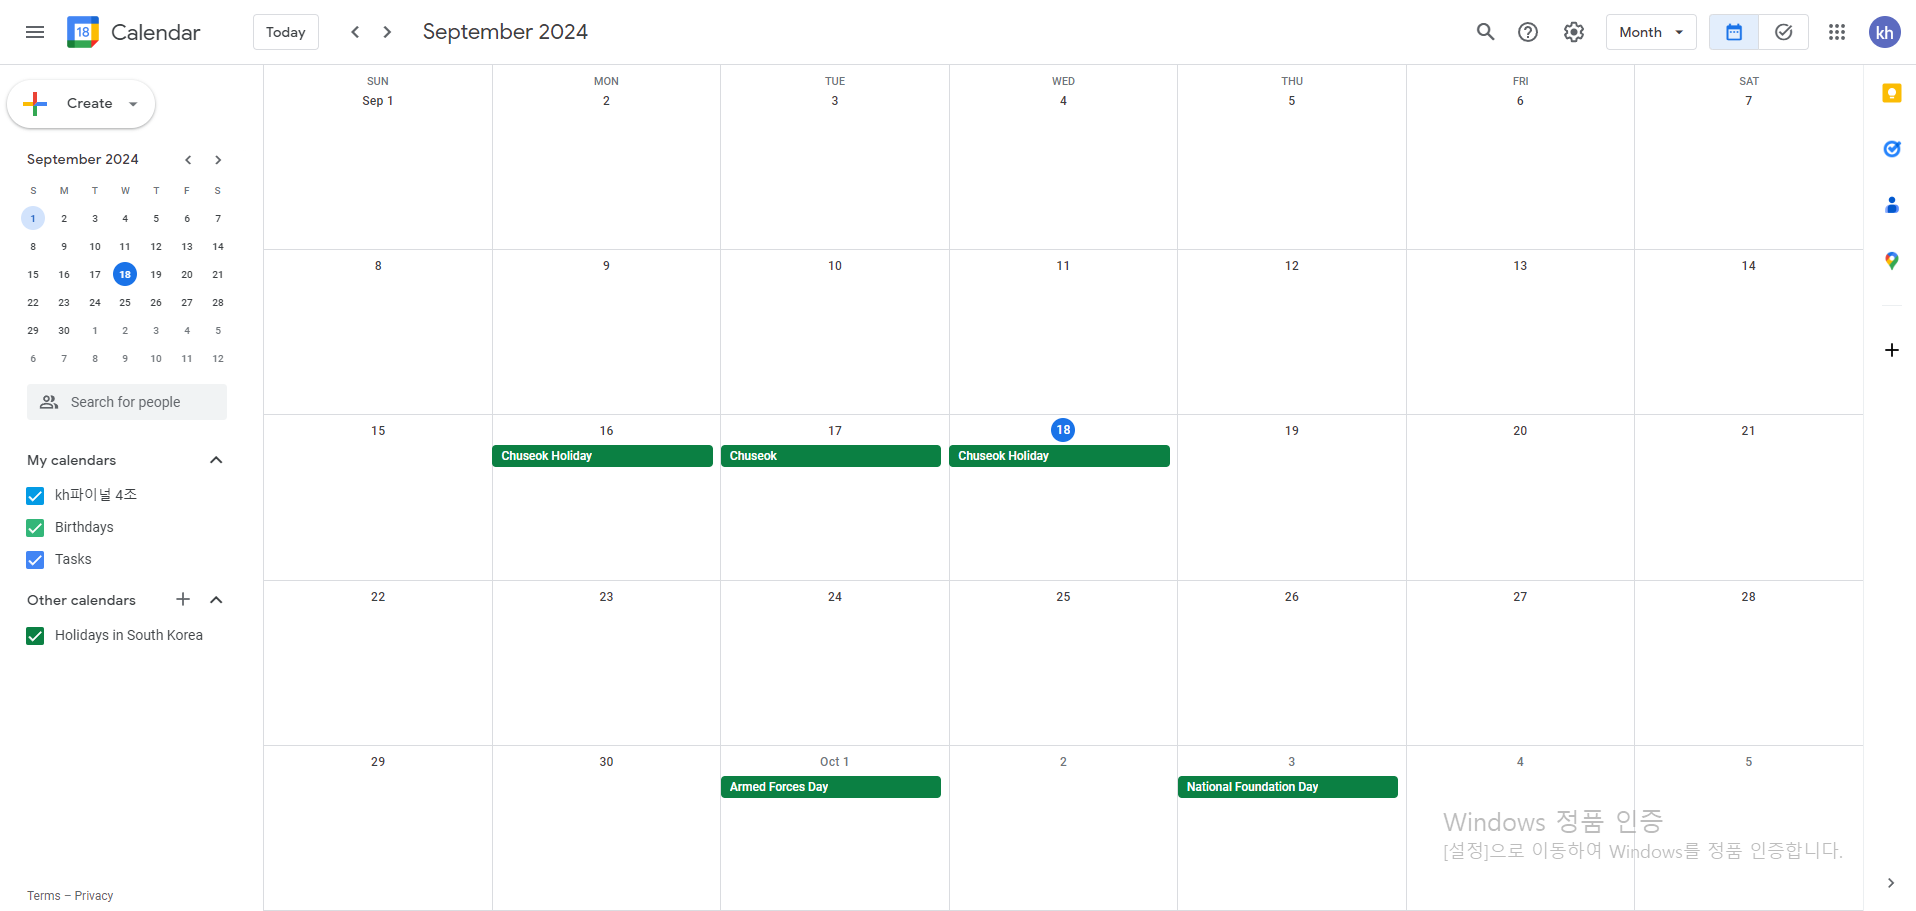 18 Calendar Today September 2024 Month kh
Create
September 2024
S M T W T F S
1 2 3 4 5 6 7
8 9 10 11 12 13 14
15 16 17 18 19 20 21
22 23 24 25 26 27 28
29 30 1 2 3 4 5
6 7 8 9 10 11 12
Search for people
My calendars
kh파이널 4조
Birthdays
Tasks
Other calendars
Holidays in South Korea
Terms – Privacy
SUN MON TUE WED THU FRI SAT
Sep 1 2 3 4 5 6 7
8 9 10 11 12 13 14
15 16 17 18 19 20 21
Chuseok Holiday Chuseok Chuseok Holiday
22 23 24 25 26 27 28
29 30 Oct 1 2 3 4 5
Armed Forces Day National Foundation Day
Windows 정품 인증
[설정]으로 이동하여 Windows를 정품 인증합니다.